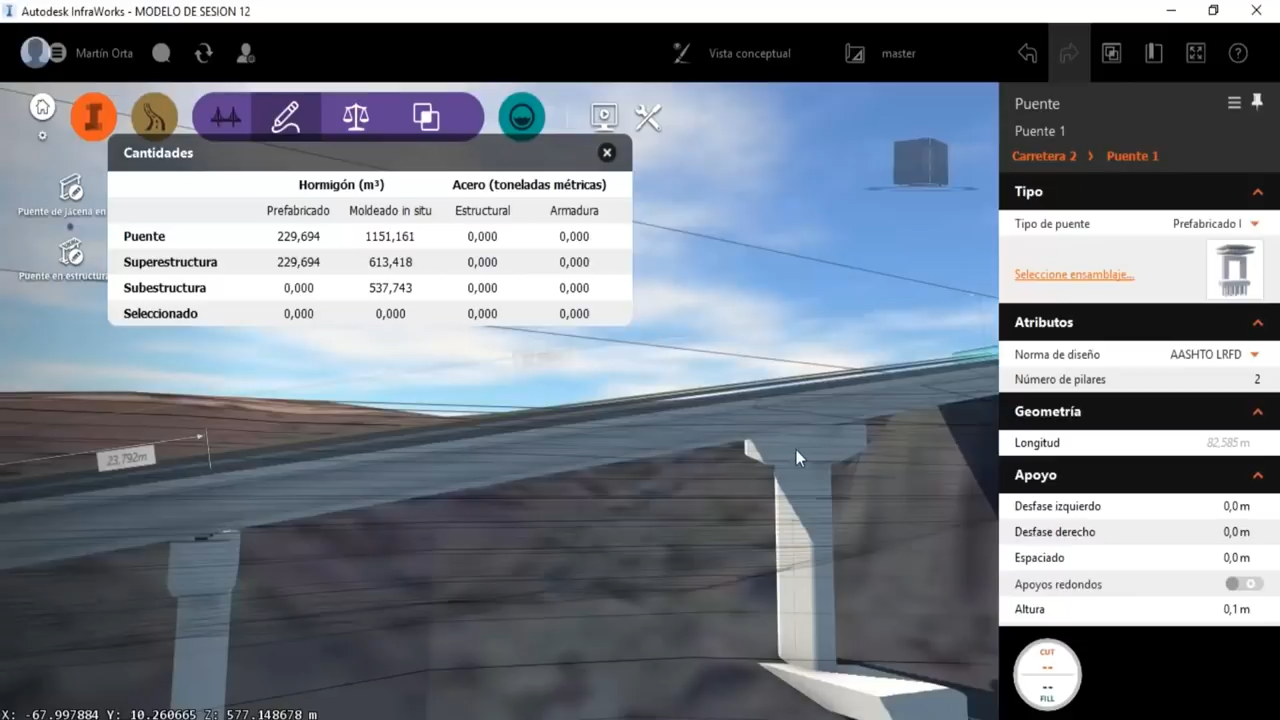 Autodesk InfraWorks - MODELO DE SESION 12
Martín Orta
Vista conceptual
master
Puente de jácena en
Puente en estructura
Cantidades
Hormigón (m³) Acero (toneladas métricas)
Prefabricado Moldeado in situ Estructural Armadura
Puente 229,694 1151,161 0,000 0,000
Superestructura 229,694 613,418 0,000 0,000
Subestructura 0,000 537,743 0,000 0,000
Seleccionado 0,000 0,000 0,000 0,000
23,792m
X: -67.997884 Y: 10.260665 Z: 577.148678 m
Puente
Puente 1
Carretera 2 > Puente 1
Tipo
Tipo de puente Prefabricado I
Seleccione ensamblaje...
Atributos
Norma de diseño AASHTO LRFD
Número de pilares 2
Geometría
Longitud 82,585 m
Apoyo
Desfase izquierdo 0,0 m
Desfase derecho 0,0 m
Espaciado 0,0 m
Apoyos redondos
Altura 0,1 m
CUT
--
--
FILL